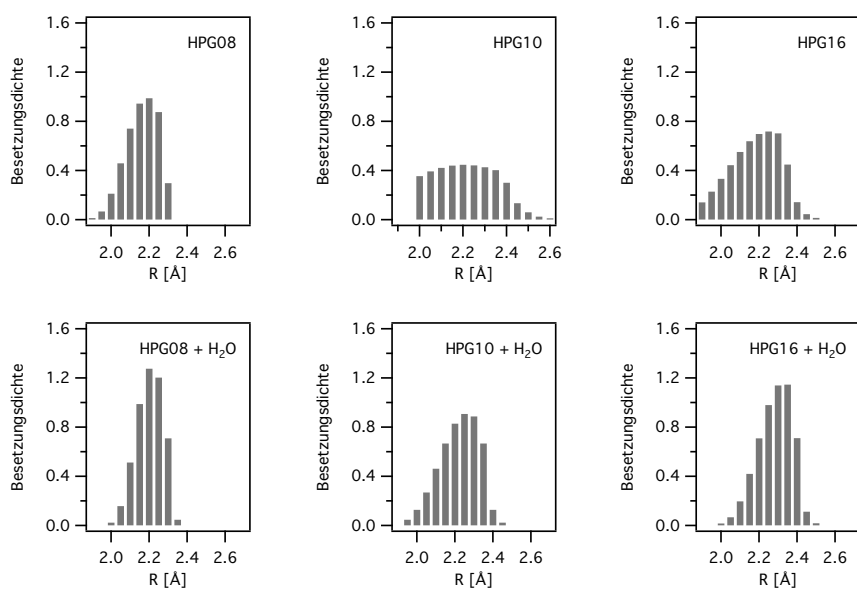 1.6
1.2
0.8
0.4
0.0
Besetzungsdichte
HPG08
2.0 2.2 2.4 2.6
R [Å]
1.6
1.2
0.8
0.4
0.0
Besetzungsdichte
HPG10
2.0 2.2 2.4 2.6
R [Å]
1.6
1.2
0.8
0.4
0.0
Besetzungsdichte
HPG16
2.0 2.2 2.4 2.6
R [Å]
1.6
1.2
0.8
0.4
0.0
Besetzungsdichte
HPG08 + H₂O
2.0 2.2 2.4 2.6
R [Å]
1.6
1.2
0.8
0.4
0.0
Besetzungsdichte
HPG10 + H₂O
2.0 2.2 2.4 2.6
R [Å]
1.6
1.2
0.8
0.4
0.0
Besetzungsdichte
HPG16 + H₂O
2.0 2.2 2.4 2.6
R [Å]